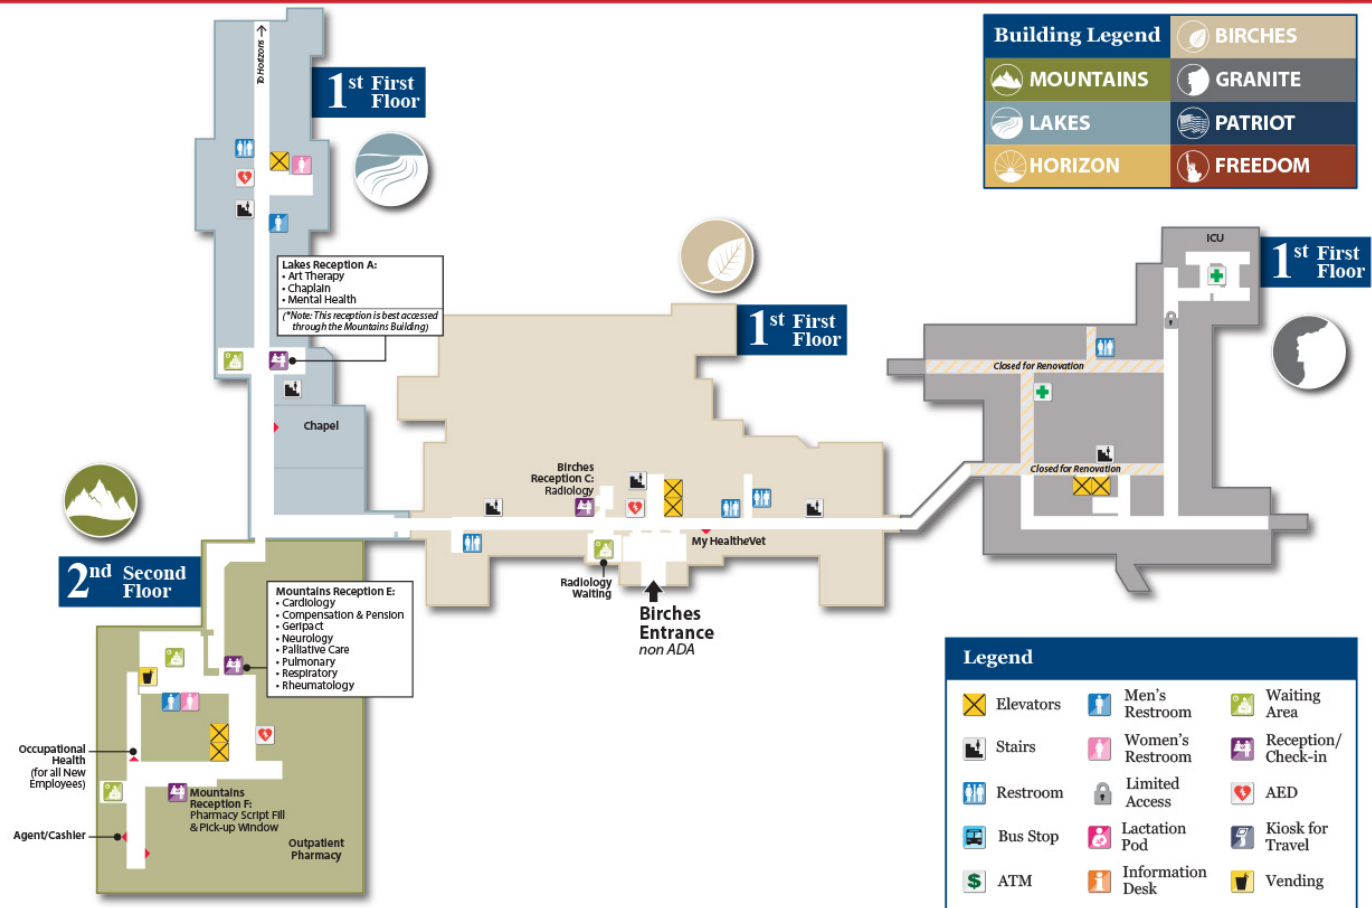 To Horizons
1st First
Floor
Building Legend
BIRCHES
MOUNTAINS
GRANITE
LAKES
PATRIOT
HORIZON
FREEDOM
Lakes Reception A:
• Art Therapy
• Chaplain
• Mental Health
(*Note: This reception is best accessed
through the Mountains Building)
Chapel
1st First
Floor
ICU
1st First
Floor
Closed for Renovation
Closed for Renovation
Birches
Reception C:
Radiology
My HealtheVet
Radiology
Waiting
Birches
Entrance
non ADA
2nd Second
Floor
Mountains Reception E:
• Cardiology
• Compensation & Pension
• Geripact
• Neurology
• Palliative Care
• Pulmonary
• Respiratory
• Rheumatology
Occupational
Health
(for all New
Employees)
Mountains
Reception F:
Pharmacy Script Fill
& Pick-up Window
Agent/Cashier
Outpatient
Pharmacy
Legend
Elevators
Men's
Restroom
Waiting
Area
Stairs
Women's
Restroom
Reception/
Check-in
Restroom
Limited
Access
AED
Bus Stop
Lactation
Pod
Kiosk for
Travel
$ ATM
Information
Desk
Vending